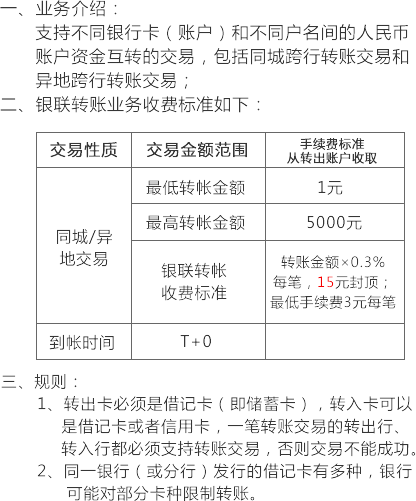 一、业务介绍：
支持不同银行卡（账户）和不同户名间的人民币
账户资金互转的交易，包括同城跨行转账交易和
异地跨行转账交易；
二、银联转账业务收费标准如下：
交易性质 交易金额范围 手续费标准
从转出账户收取
同城/异
地交易
最低转帐金额 1元
最高转帐金额 5000元
银联转帐
收费标准
转账金额×0.3%
每笔，15元封顶；
最低手续费3元每笔
到帐时间 T+0
三、规则：
1、转出卡必须是借记卡（即储蓄卡），转入卡可以
是借记卡或者信用卡，一笔转账交易的转出行、
转入行都必须支持转账交易，否则交易不能成功。
2、同一银行（或分行）发行的借记卡有多种，银行
可能对部分卡种限制转账。